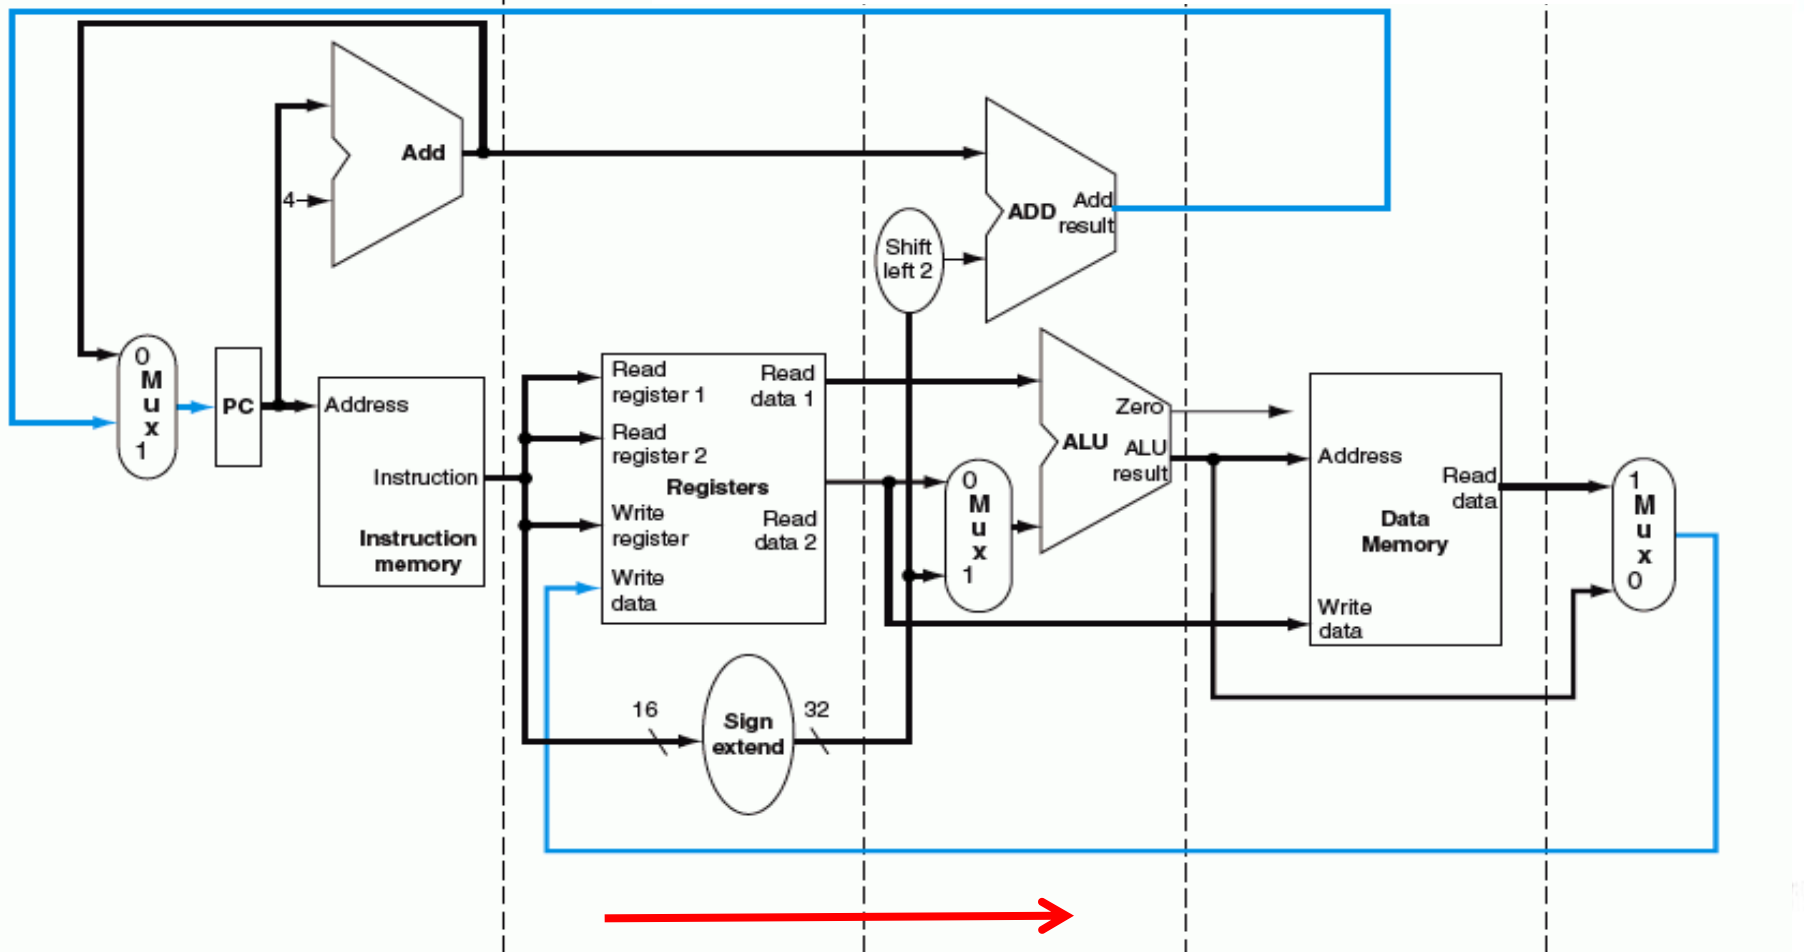 Add
4
Add
ADD
result
Shift
left 2
0
M
u
x
1
PC
Address
Instruction
Instruction
memory
Read
register 1
Read
data 1
Read
register 2
Registers
Write
register
Read
data 2
Write
data
16
Sign
extend
32
0
M
u
x
1
Zero
ALU
ALU
result
Address
Read
data
Data
Memory
Write
data
1
M
u
x
0